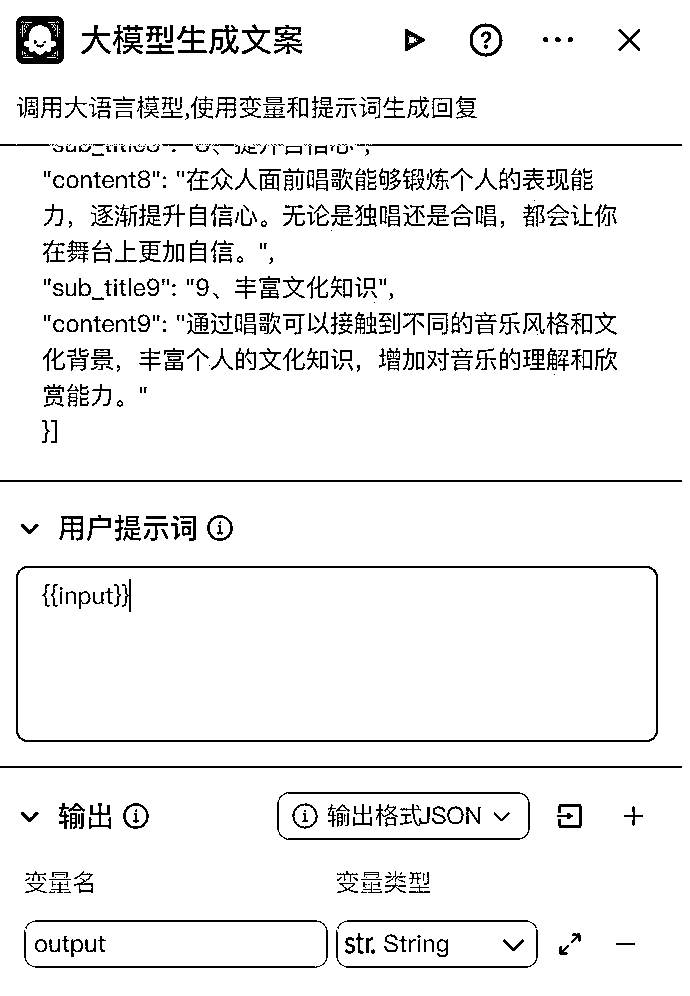 大模型生成文案
调用大语言模型,使用变量和提示词生成回复
"content8": "在众人面前唱歌能够锻炼个人的表现能
力，逐渐提升自信心。无论是独唱还是合唱，都会让你
在舞台上更加自信。",
"sub_title9": "9、丰富文化知识",
"content9": "通过唱歌可以接触到不同的音乐风格和文
化背景，丰富个人的文化知识，增加对音乐的理解和欣
赏能力。"
}]
用户提示词
{{input}}
输出 输出格式JSON
变量名 变量类型
output str. String